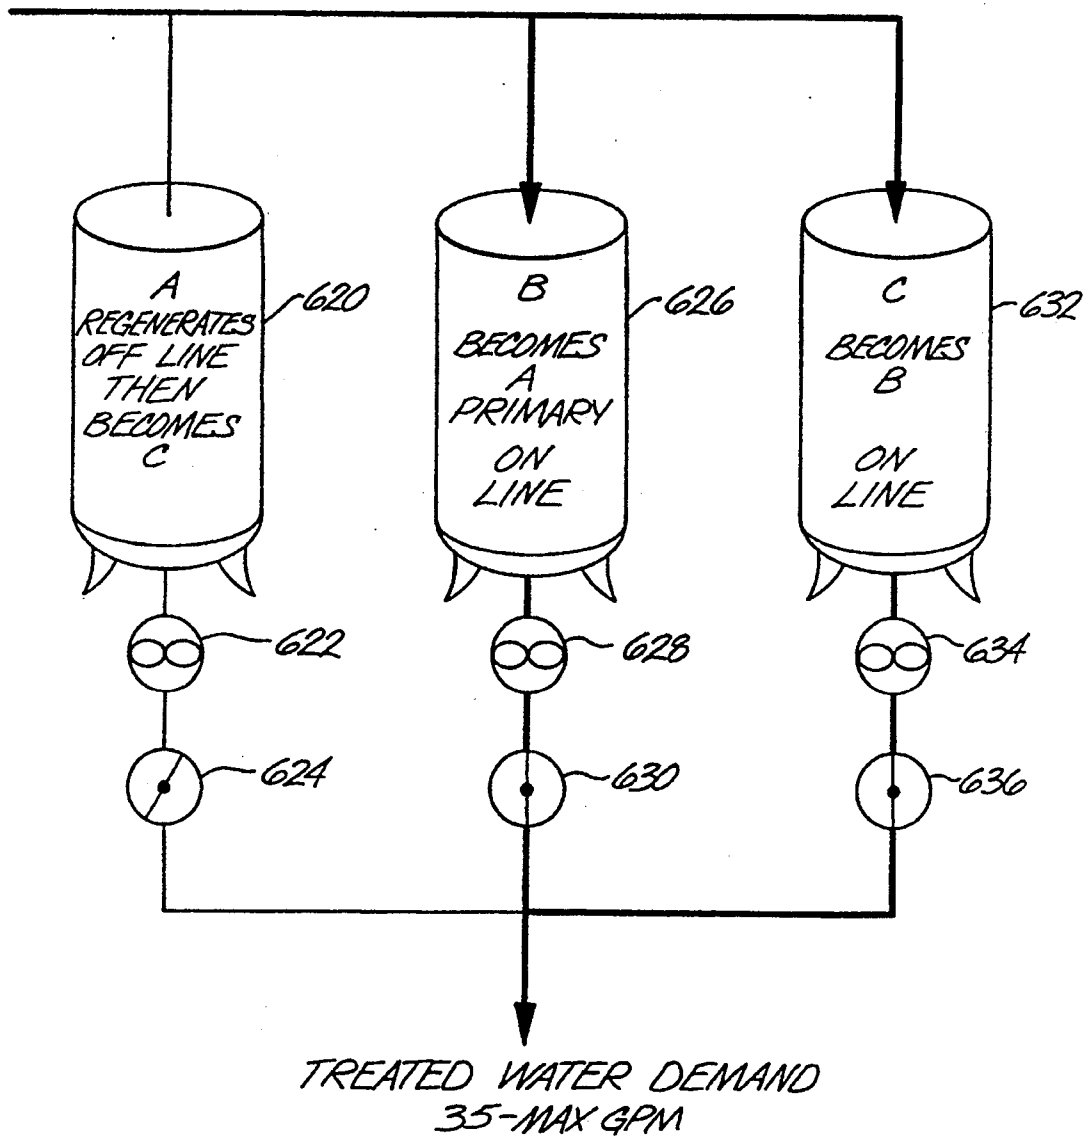 A
REGENERATES
OFF LINE
THEN
BECOMES
C
620
B
BECOMES
A
PRIMARY
ON
LINE
626
C
BECOMES
B
ON
LINE
632
622
628
634
624
630
636
TREATED WATER DEMAND
35-MAX GPM